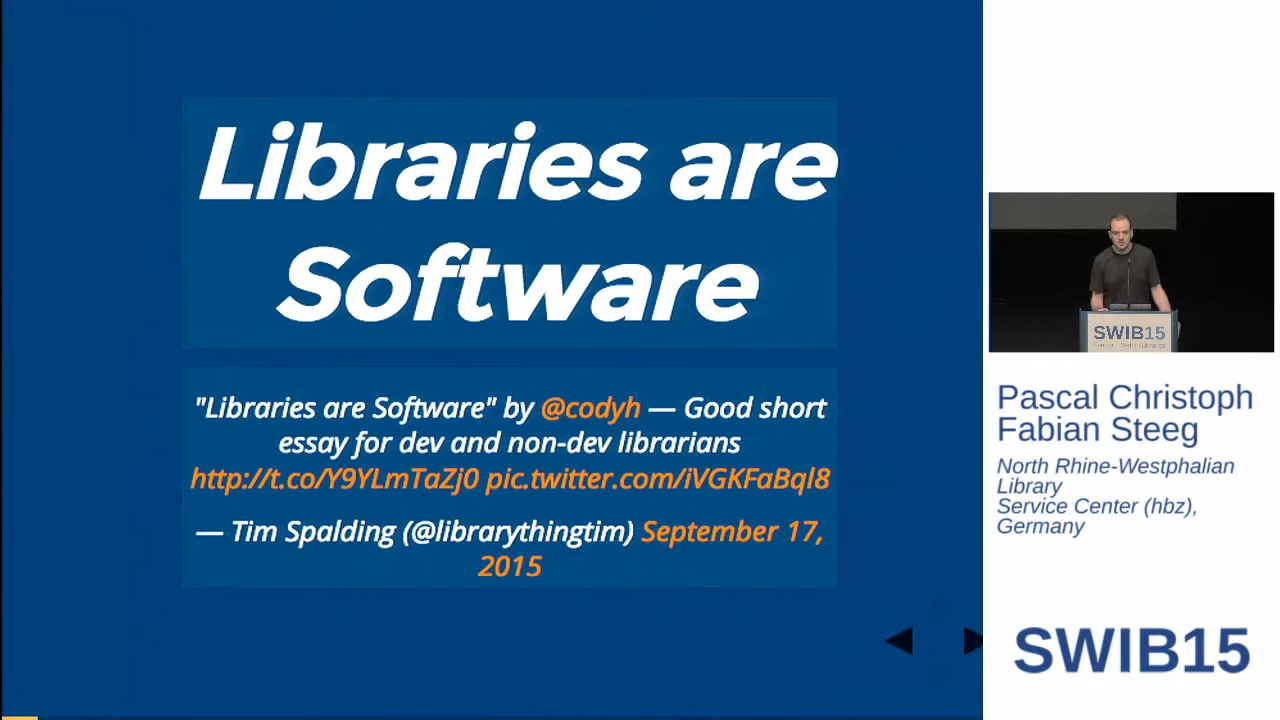 Libraries are
Software
"Libraries are Software" by @codyh — Good short
essay for dev and non-dev librarians
http://t.co/Y9YLmTaZj0 pic.twitter.com/iVGKFaBql8
— Tim Spalding (@librarythingtim) September 17,
2015
SWIB15
Pascal Christoph
Fabian Steeg
North Rhine-Westphalian
Library
Service Center (hbz),
Germany
SWIB15